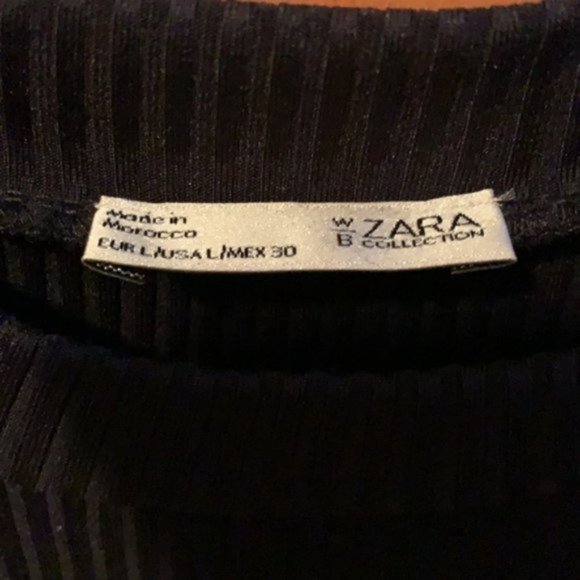 Made in
Morocco
EUR L/USA L/MEX 30
W/B ZARA
COLLECTION